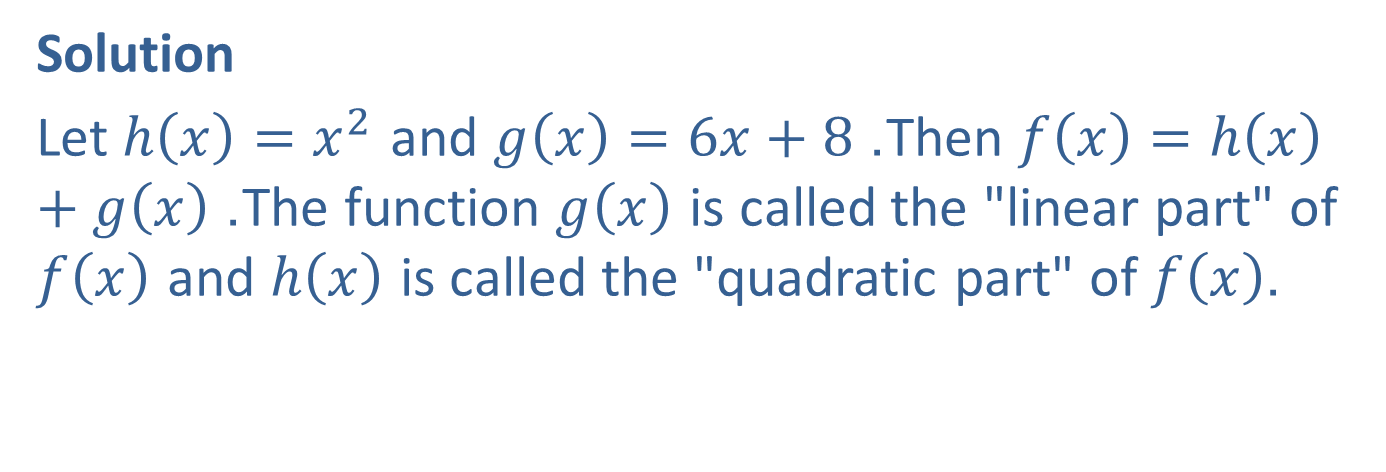 Solution
Let h(x) = x² and g(x) = 6x + 8 .Then f(x) = h(x)
+ g(x) .The function g(x) is called the "linear part" of
f(x) and h(x) is called the "quadratic part" of f(x).